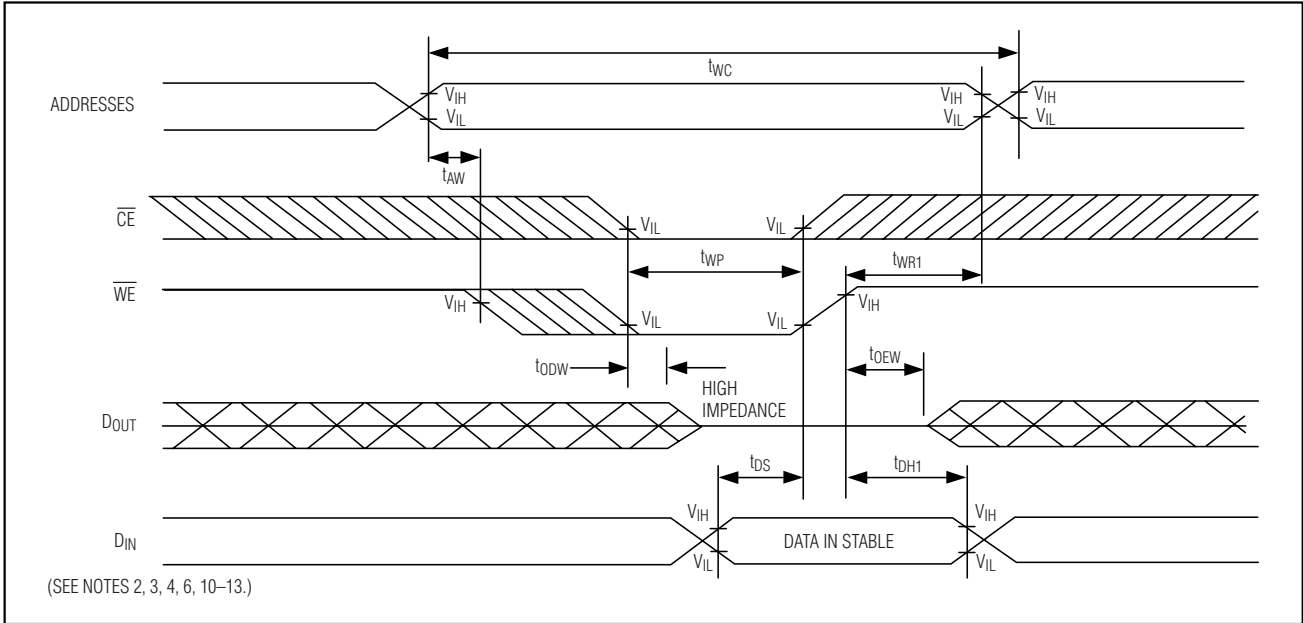 tWC
ADDRESSES
VIH
VIL
VIH
VIL
VIH
VIL
tAW
CE
VIL
VIL
tWP
tWR1
WE
VIH
VIL
VIL
VIH
tODW
tOEW
HIGH
IMPEDANCE
DOUT
tDS
tDH1
VIH
VIH
DIN
DATA IN STABLE
VIL
VIL
(SEE NOTES 2, 3, 4, 6, 10–13.)